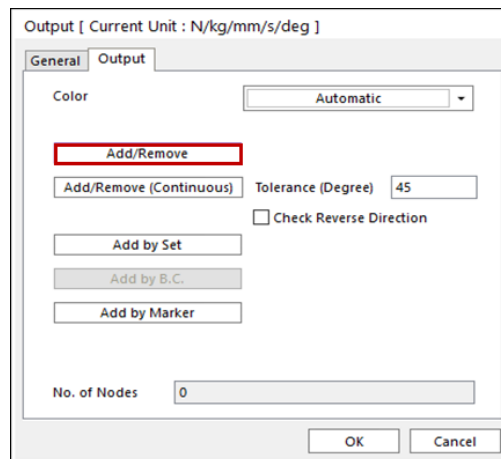 Output [ Current Unit : N/kg/mm/s/deg ]
General Output
Color Automatic
Add/Remove
Add/Remove (Continuous) Tolerance (Degree) 45
Check Reverse Direction
Add by Set
Add by B.C.
Add by Marker
No. of Nodes 0
OK Cancel